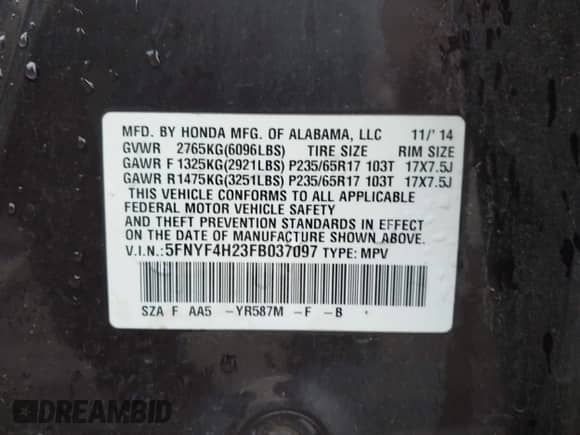 MFD. BY HONDA MFG. OF ALABAMA, LLC 11/'14
GVWR 2765KG(6096LBS) TIRE SIZE RIM SIZE
GAWR F 1325KG(2921LBS) P235/65R17 103T 17X7.5J
GAWR R1475KG(3251LBS) P235/65R17 103T 17X7.5J
THIS VEHICLE CONFORMS TO ALL APPLICABLE
FEDERAL MOTOR VEHICLE SAFETY
AND THEFT PREVENTION STANDARDS IN EFFECT
ON THE DATE OF MANUFACTURE SHOWN ABOVE.
V.I.N.:5FNYF4H23FB037097 TYPE: MPV
SZA F AA5 -YR587M -F -B
DREAMBID